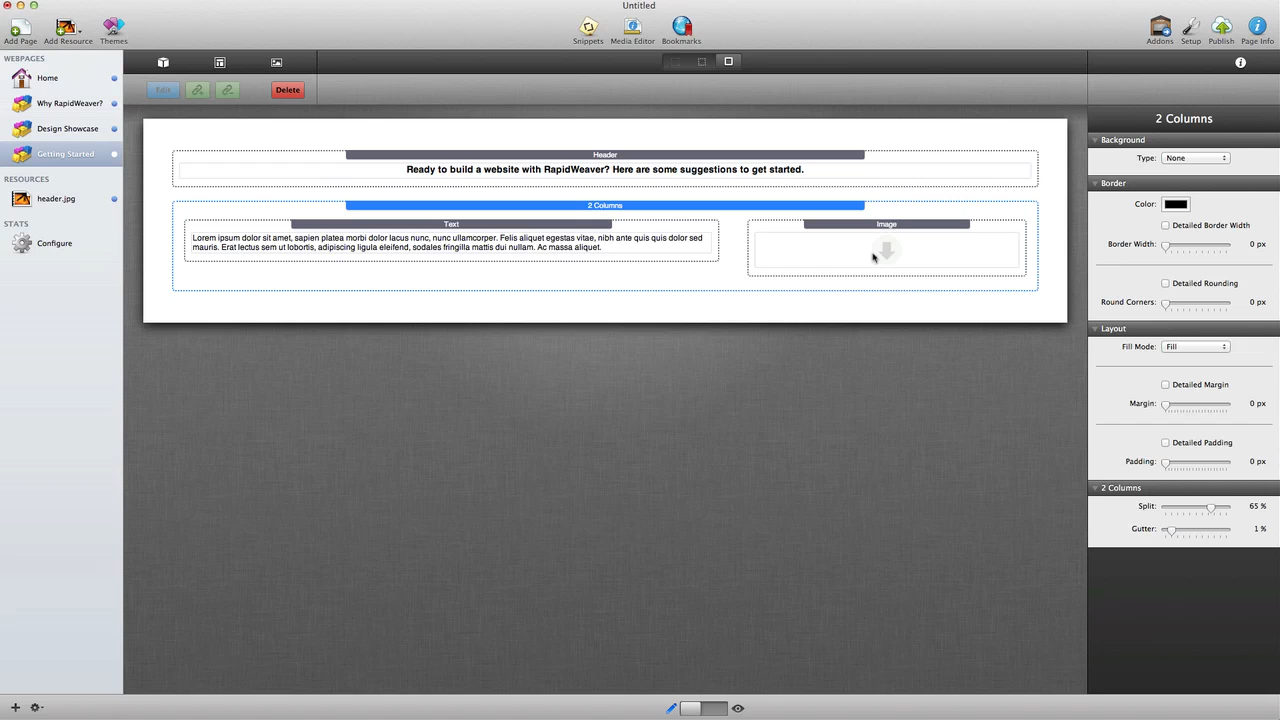 Untitled
Add Page
Add Resource
Themes
Snippets
Media Editor
Bookmarks
Addons
Setup
Publish
Page Info
WEBPAGES
Home
Why RapidWeaver?
Design Showcase
Getting Started
RESOURCES
header.jpg
STATS
Configure
Edit
Delete
Header
Ready to build a website with RapidWeaver? Here are some suggestions to get started.
2 Columns
Text
Lorem ipsum dolor sit amet, sapien platea morbi dolor lacus nunc, nunc ullamcorper. Felis aliquet egestas vitae, nibh ante quis quis dolor sed
mauris. Erat lectus sem ut lobortis, adipiscing ligula eleifend, sodales fringilla mattis dui nullam. Ac massa aliquet.
Image
2 Columns
Background
Type: None
Border
Color:
Detailed Border Width
Border Width: 0 px
Detailed Rounding
Round Corners: 0 px
Layout
Fill Mode: Fill
Detailed Margin
Margin: 0 px
Detailed Padding
Padding: 0 px
2 Columns
Split: 65 %
Gutter: 1 %